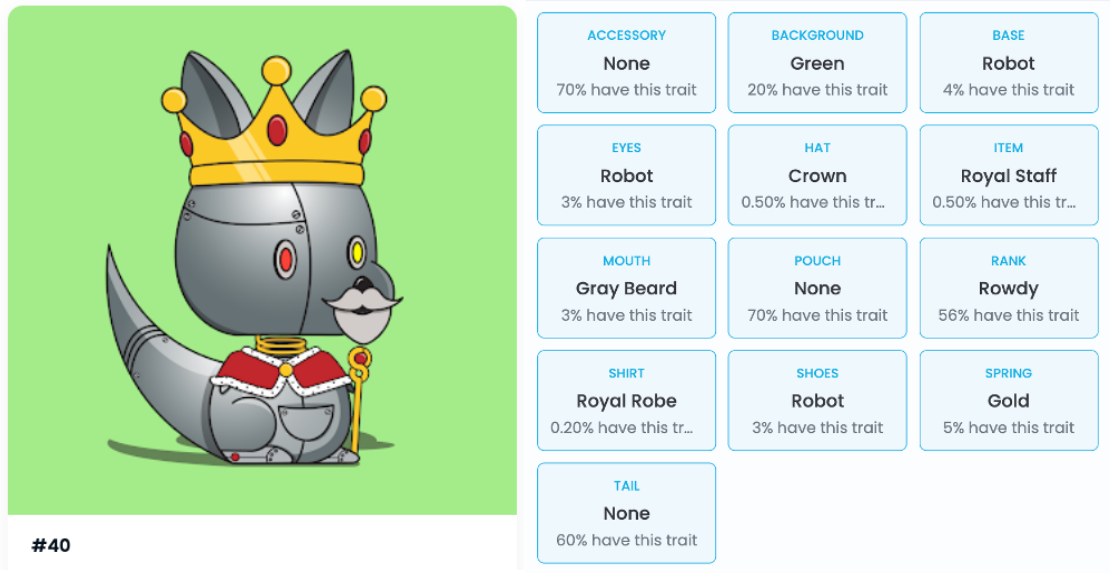 #40
ACCESSORY
None
70% have this trait
BACKGROUND
Green
20% have this trait
BASE
Robot
4% have this trait
EYES
Robot
3% have this trait
HAT
Crown
0.50% have this tr...
ITEM
Royal Staff
0.50% have this tr...
MOUTH
Gray Beard
3% have this trait
POUCH
None
70% have this trait
RANK
Rowdy
56% have this trait
SHIRT
Royal Robe
0.20% have this tr...
SHOES
Robot
3% have this trait
SPRING
Gold
5% have this trait
TAIL
None
60% have this trait